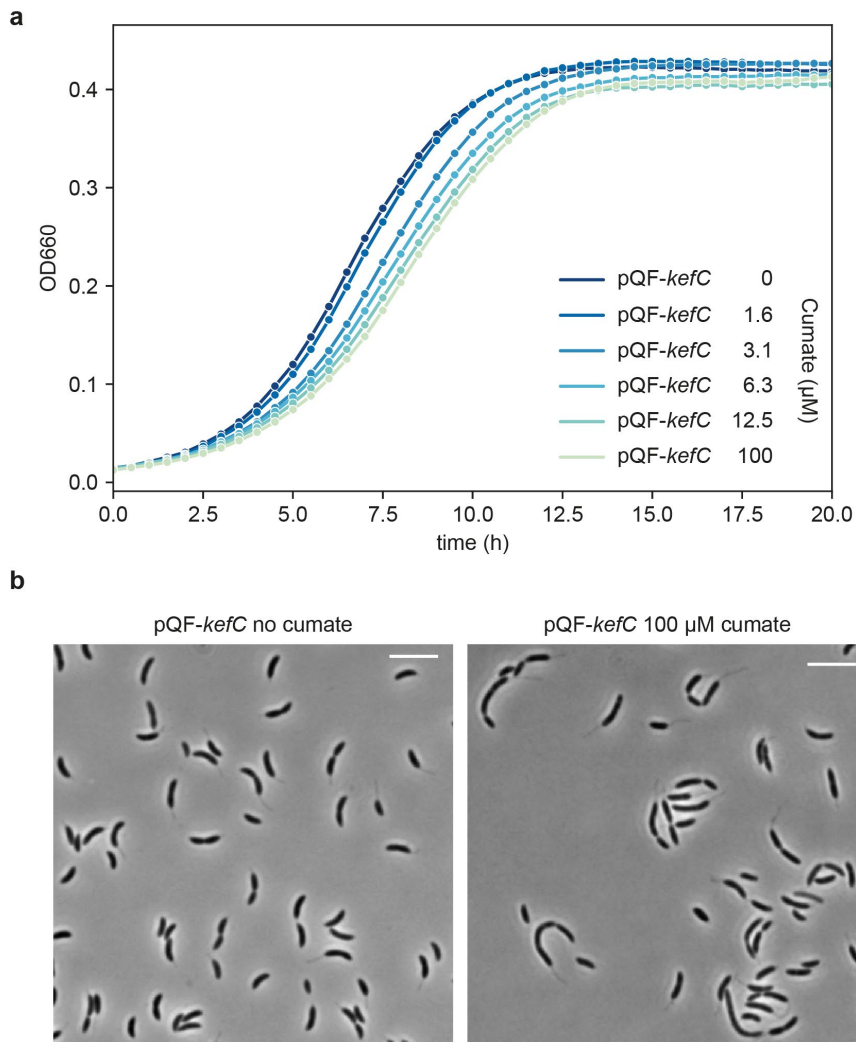 a
0.4
0.3
0.2
0.1
0.0
OD660
0.0 2.5 5.0 7.5 10.0 12.5 15.0 17.5 20.0
time (h)
pQF-kefC 0
pQF-kefC 1.6
pQF-kefC 3.1
pQF-kefC 6.3
pQF-kefC 12.5
pQF-kefC 100
Cumate (µM)
b
pQF-kefC no cumate
pQF-kefC 100 µM cumate